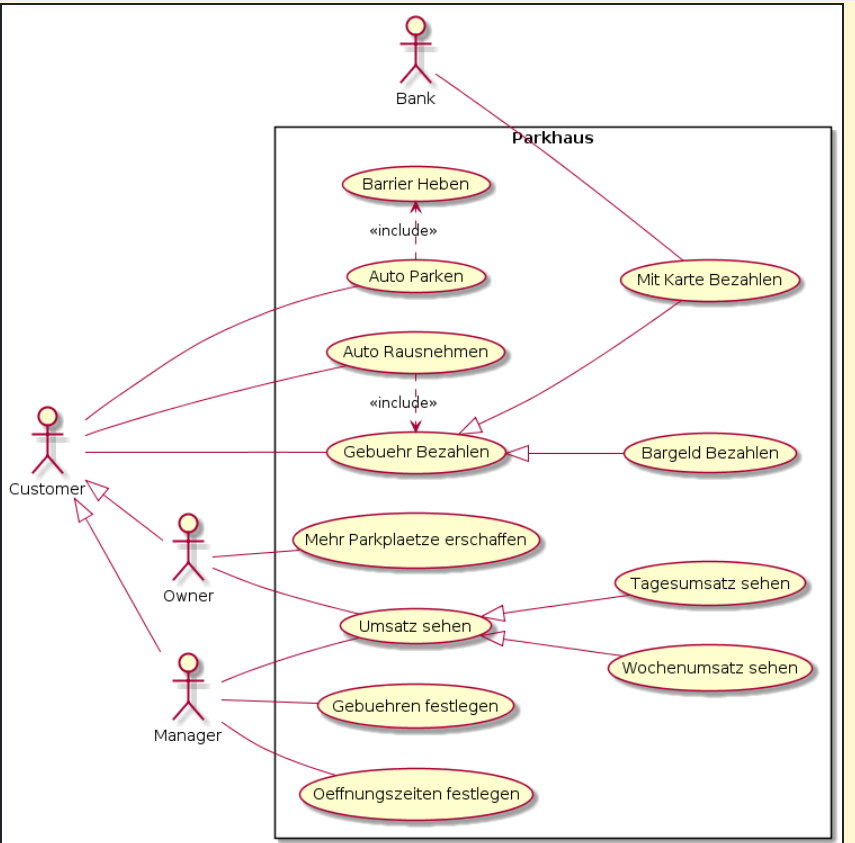 Bank
Parkhaus
Barrier Heben
«include»
Auto Parken
Mit Karte Bezahlen
Auto Rausnehmen
«include»
Gebuehr Bezahlen
Bargeld Bezahlen
Customer
Mehr Parkplaetze erschaffen
Owner
Tagesumsatz sehen
Umsatz sehen
Wochenumsatz sehen
Gebuehren festlegen
Manager
Oeffnungszeiten festlegen